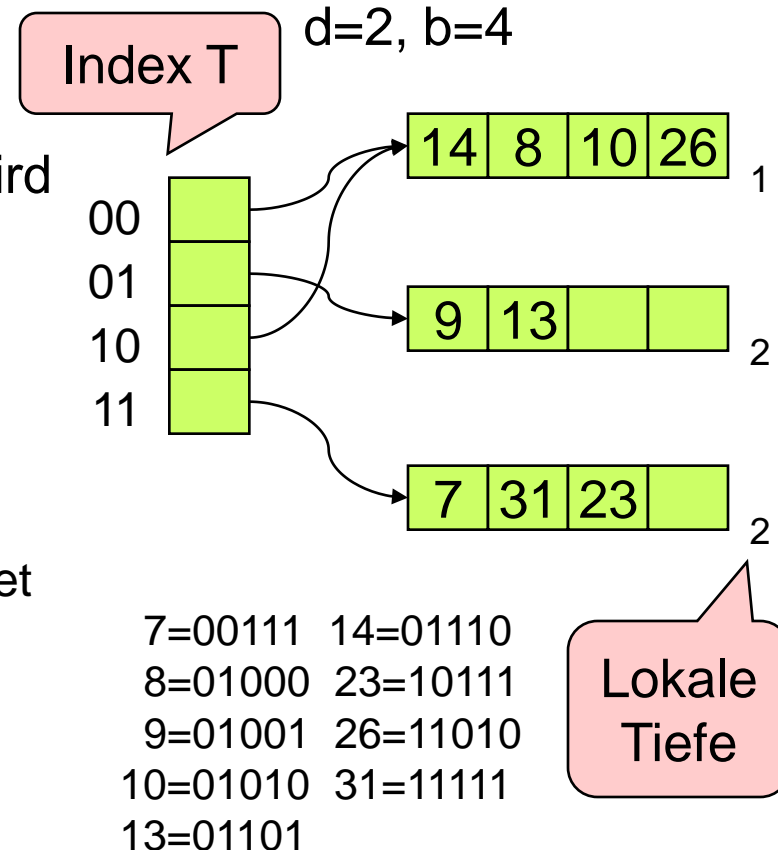 d=2, b=4
Index T
14 8 10 26 1
ird
00
01
9 13 2
10
11
7 31 23 2
et
7=00111 14=01110
8=01000 23=10111
9=01001 26=11010
10=01010 31=11111
13=01101
Lokale
Tiefe